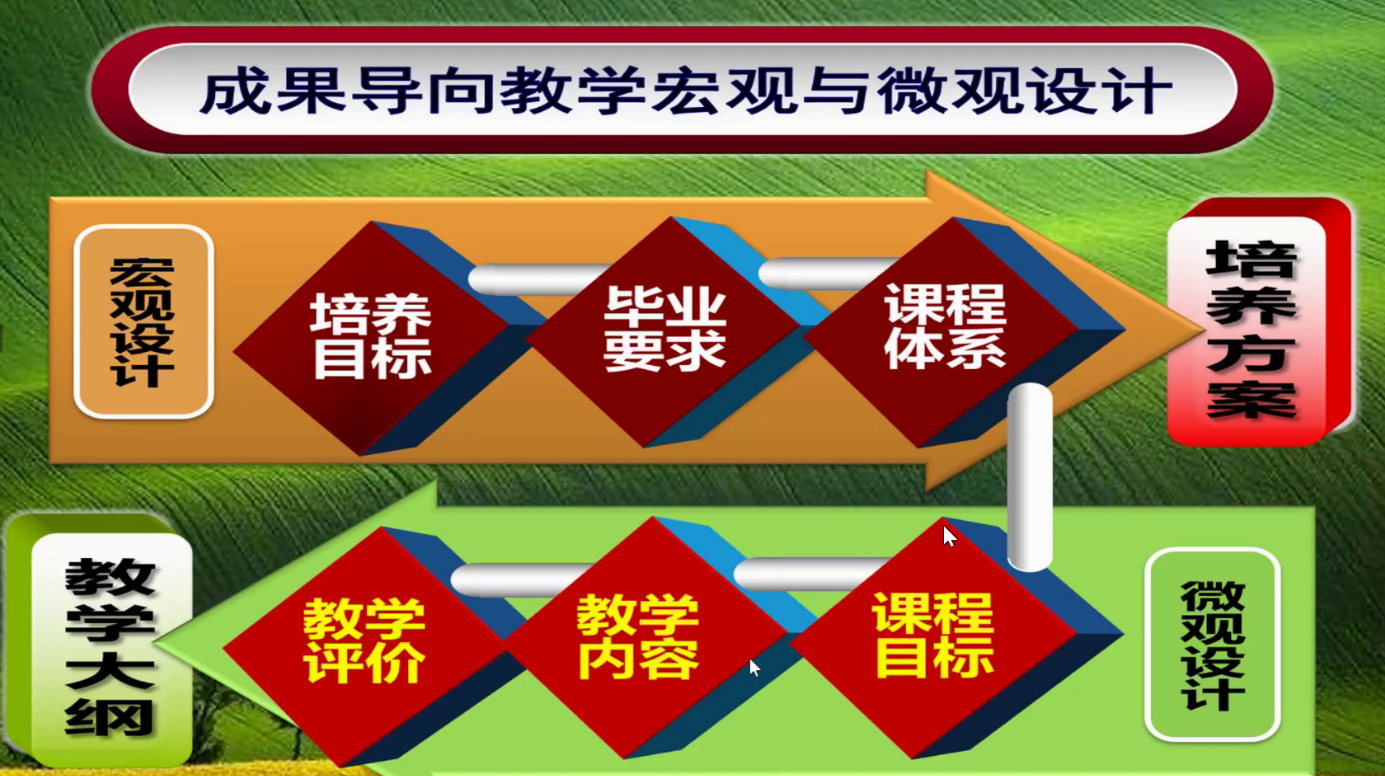 成果导向教学宏观与微观设计
宏观设计
培养
目标
毕业
要求
课程
体系
培养方案
教学大纲
教学
评价
教学
内容
课程
目标
微观设计